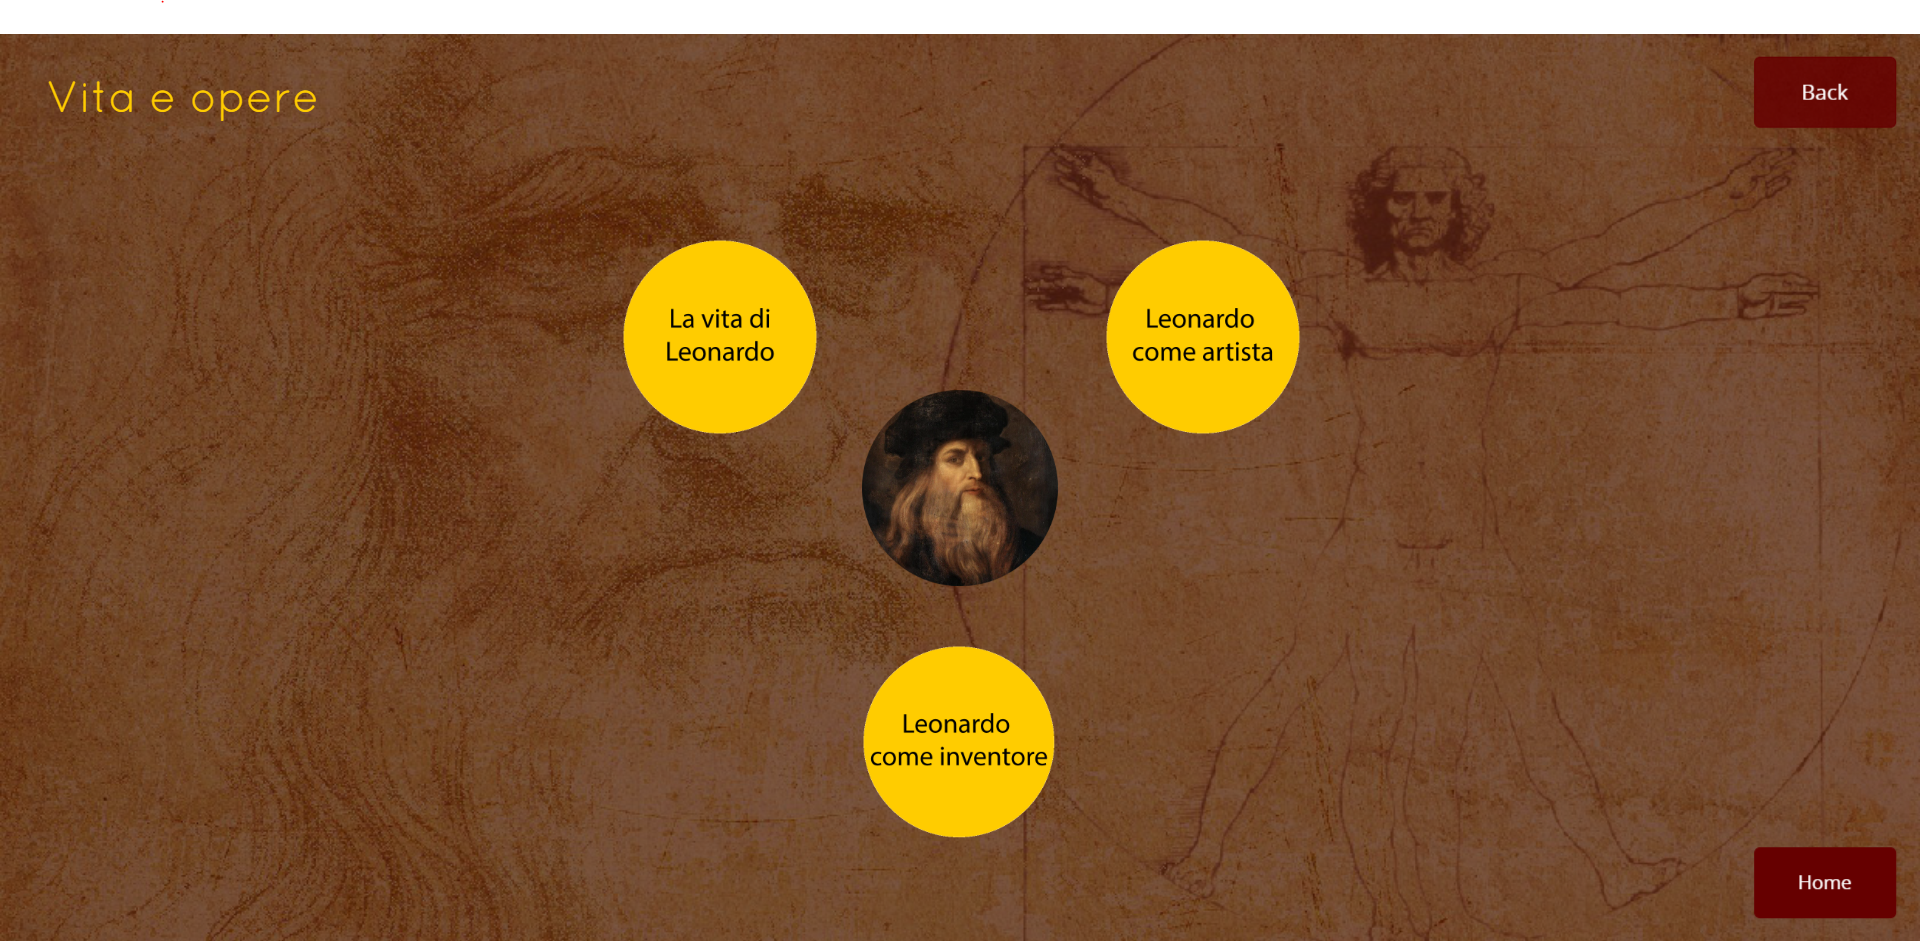 Vita e opere
Back
La vita di
Leonardo
Leonardo
come artista
Leonardo
come inventore
Home